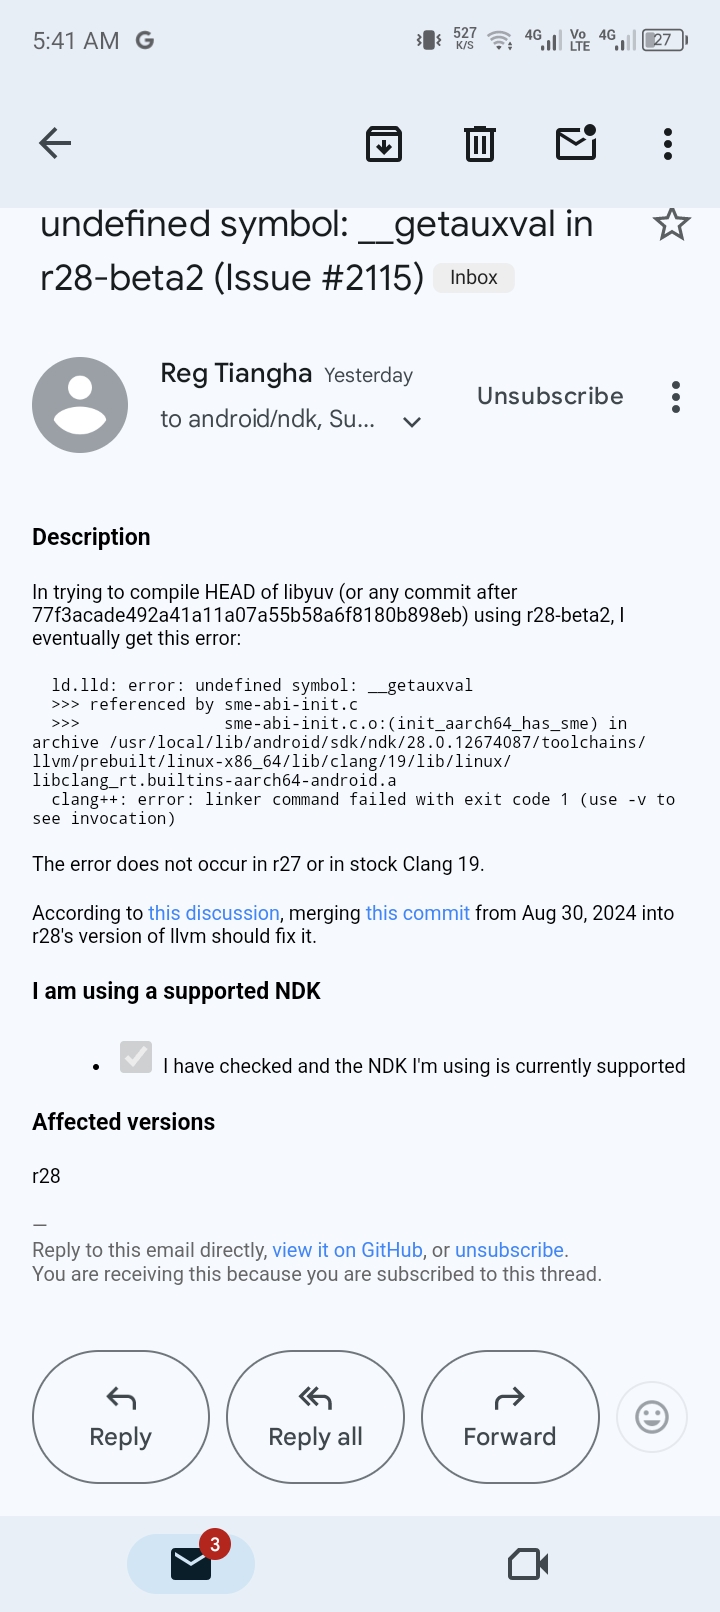 5:41 AM G 527 K/S 4G Vo LTE 4G 27
undefined symbol: __getauxval in
r28-beta2 (Issue #2115) Inbox
Reg Tiangha Yesterday
Unsubscribe
to android/ndk, Su...
Description
In trying to compile HEAD of libyuv (or any commit after
77f3acade492a41a11a07a55b58a6f8180b898eb) using r28-beta2, I
eventually get this error:
ld.lld: error: undefined symbol: __getauxval
>>> referenced by sme-abi-init.c
>>>               sme-abi-init.c.o:(init_aarch64_has_sme) in
archive /usr/local/lib/android/sdk/ndk/28.0.12674087/toolchains/
llvm/prebuilt/linux-x86_64/lib/clang/19/lib/linux/
libclang_rt.builtins-aarch64-android.a
clang++: error: linker command failed with exit code 1 (use -v to
see invocation)
The error does not occur in r27 or in stock Clang 19.
According to this discussion, merging this commit from Aug 30, 2024 into
r28's version of llvm should fix it.
I am using a supported NDK
• I have checked and the NDK I'm using is currently supported
Affected versions
r28
—
Reply to this email directly, view it on GitHub, or unsubscribe.
You are receiving this because you are subscribed to this thread.
Reply Reply all Forward
3